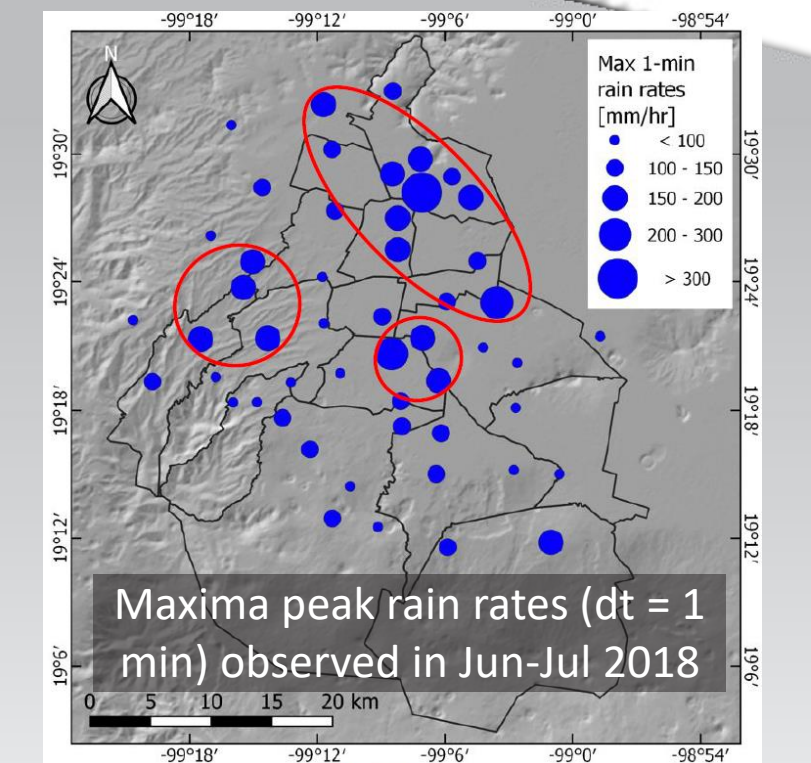 -99°18′ -99°12′ -99°6′ -99°0′ -98°54′
N
Max 1-min
rain rates
[mm/hr]
< 100
100 - 150
150 - 200
200 - 300
> 300
19°30′ 19°30′
19°24′ 19°24′
19°18′ 19°18′
19°12′ 19°12′
19°6′ 19°6′
Maxima peak rain rates (dt = 1
min) observed in Jun-Jul 2018
0 5 10 15 20 km
-99°18′ -99°12′ -99°6′ -99°0′ -98°54′